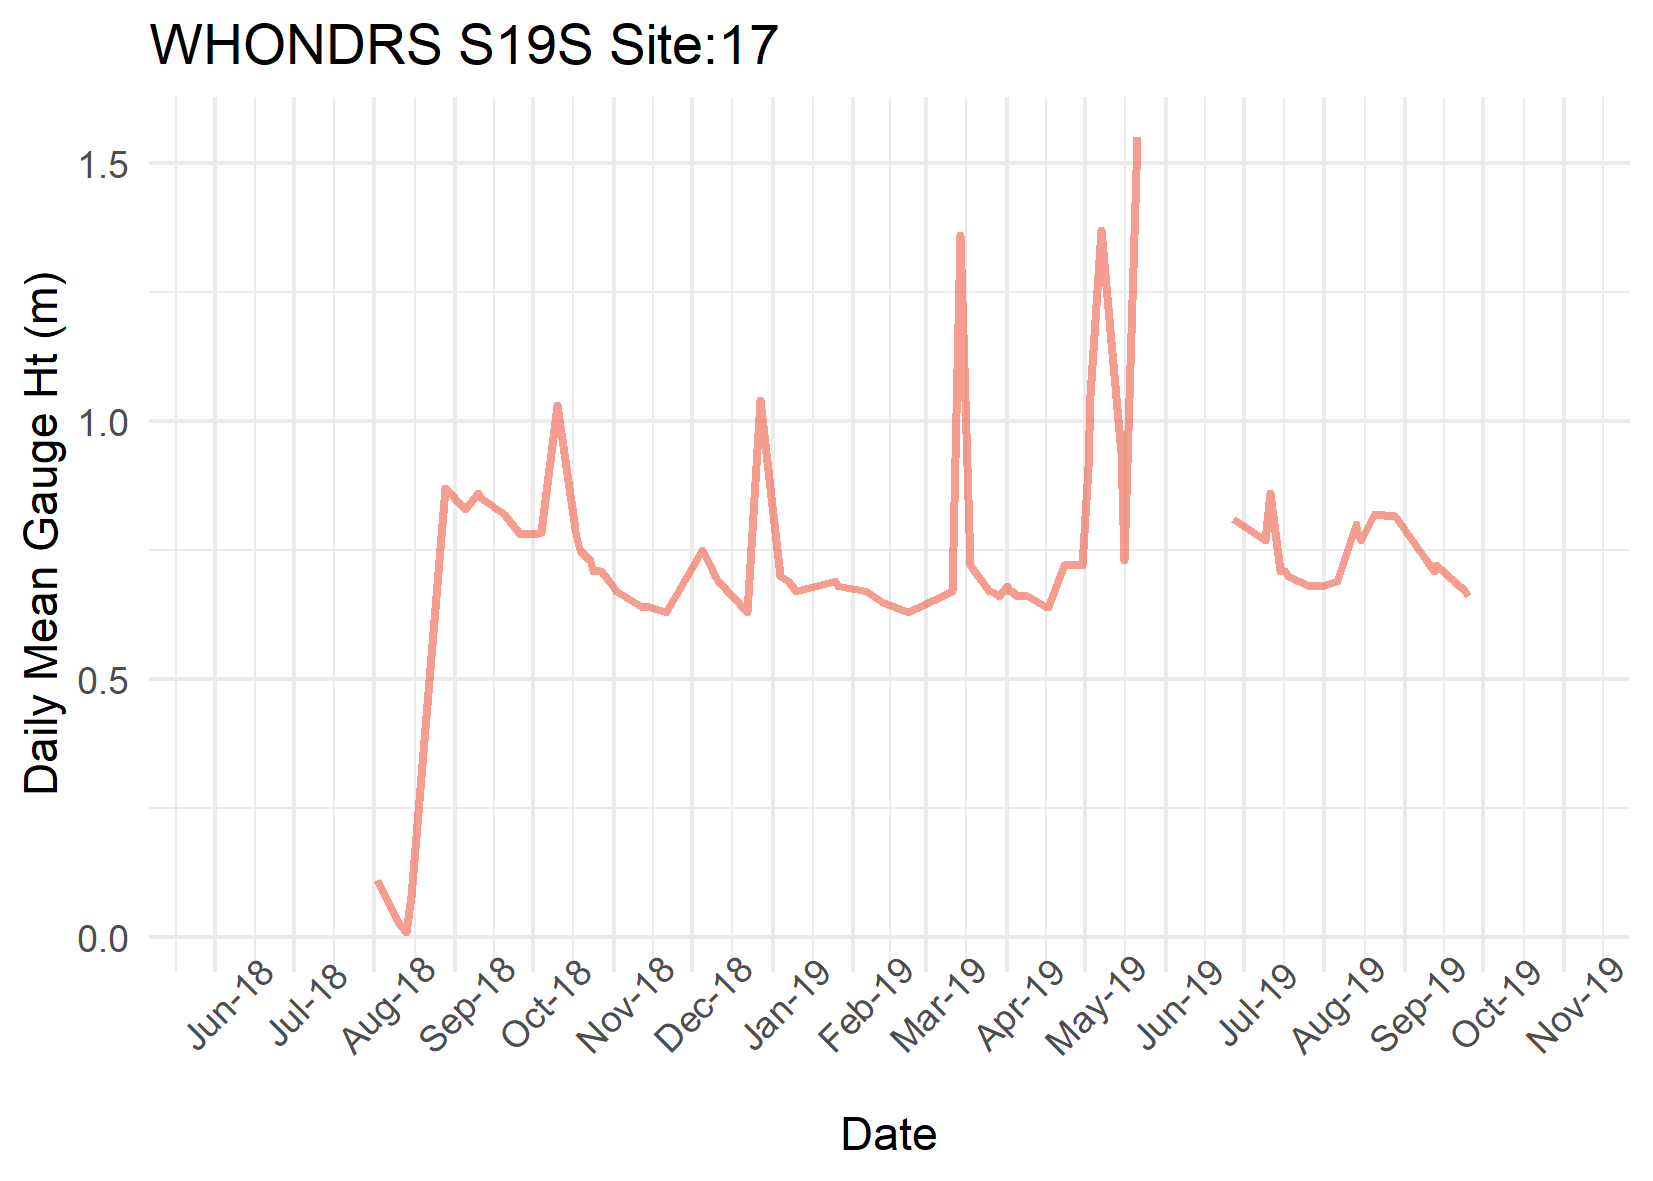 WHONDRS S19S Site:17
Daily Mean Gauge Ht (m)
1.5
1.0
0.5
0.0
Jun-18
Jul-18
Aug-18
Sep-18
Oct-18
Nov-18
Dec-18
Jan-19
Feb-19
Mar-19
Apr-19
May-19
Jun-19
Jul-19
Aug-19
Sep-19
Oct-19
Nov-19
Date